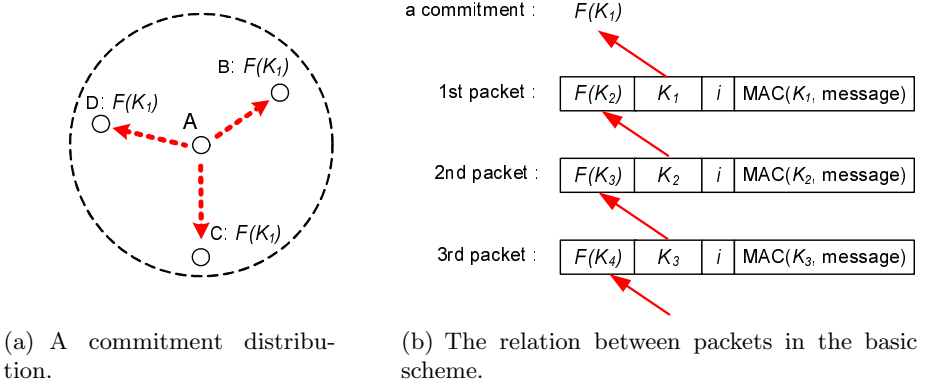 B: F(K1)
D: F(K1)
A
C: F(K1)
(a) A commitment distribu-
tion.
a commitment : F(K1)
1st packet : F(K2) K1 i MAC(K1, message)
2nd packet : F(K3) K2 i MAC(K2, message)
3rd packet : F(K4) K3 i MAC(K3, message)
(b) The relation between packets in the basic
scheme.